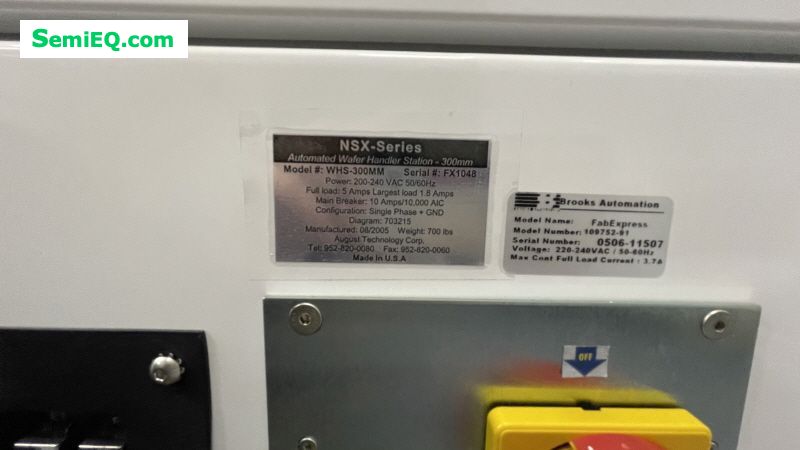 SemiEQ.com
NSX-Series
Automated Wafer Handler Station - 300mm
Model #: WHS-300MM Serial #: FX1048
Power: 200-240 VAC 50/60Hz
Full load: 5 Amps Largest load 1.8 Amps
Main Breaker: 10 Amps/10,000 AIC
Configuration: Single Phase + GND
Diagram: 703215
Manufactured: 08/2005 Weight: 700 lbs
August Technology Corp.
Tel: 952-820-0080 Fax: 952-820-0060
Made In U.S.A
Brooks Automation
Model Name: FabExpress
Model Number: 109752-91
Serial Number: 0506-11507
Voltage: 220-240VAC / 50-60Hz
Max Cont Full Load Current : 3.7A
OFF